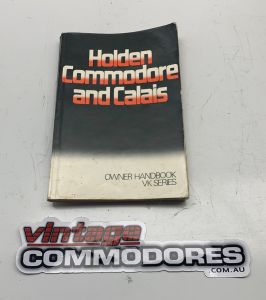 Holden
Commodore
and Calais
OWNER HANDBOOK
VK SERIES
vintage
COMMODORES
.COM.AU